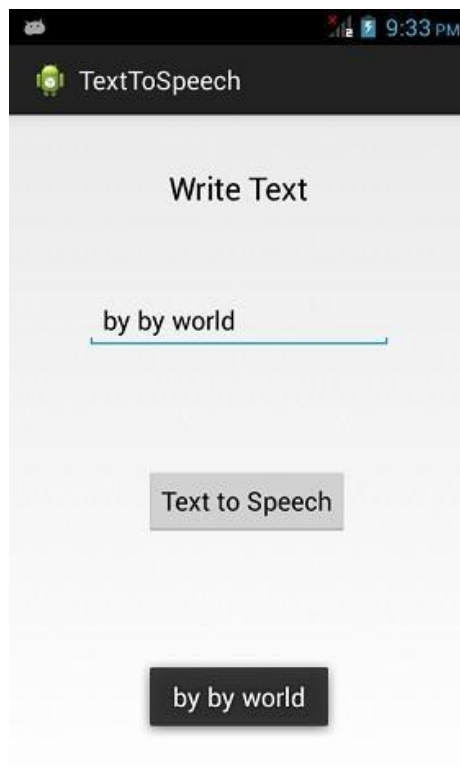 9:33 PM
TextToSpeech
Write Text
by by world
Text to Speech
by by world